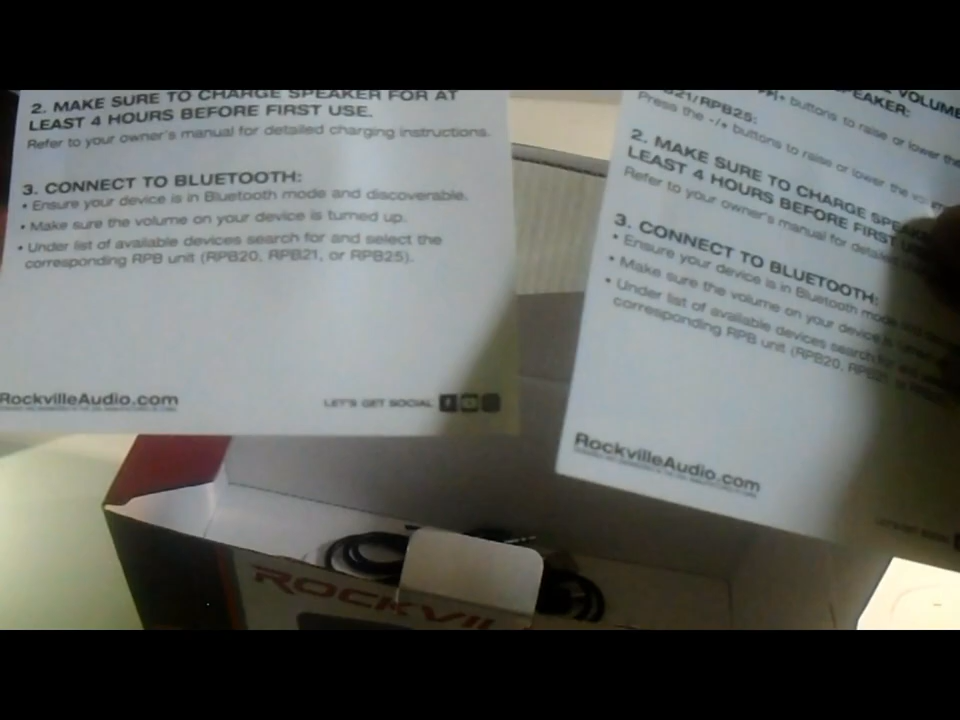 2. MAKE SURE TO CHARGE SPEAKER FOR AT
LEAST 4 HOURS BEFORE FIRST USE.
Refer to your owner's manual for detailed charging instructions.
3. CONNECT TO BLUETOOTH:
• Ensure your device is in Bluetooth mode and discoverable.
• Make sure the volume on your device is turned up.
• Under list of available devices search for and select the
corresponding RPB unit (RPB20, RPB21, or RPB25).
RockvilleAudio.com
LET'S GET SOCIAL
VOLUME
buttons to raise or lower the
SPEAKER:
B21/RPB25:
Press the -/+ buttons to raise or lower the
2. MAKE SURE TO CHARGE
LEAST 4 HOURS BEFORE FIRST
Refer to your owner's manual for detailed
3. CONNECT TO BLUETOOTH:
• Ensure your device is in Bluetooth mode
• Make sure the volume on your device is
• Under list of available devices search for
corresponding RPB unit (RPB20,
RockvilleAudio.com
ROCKVIL